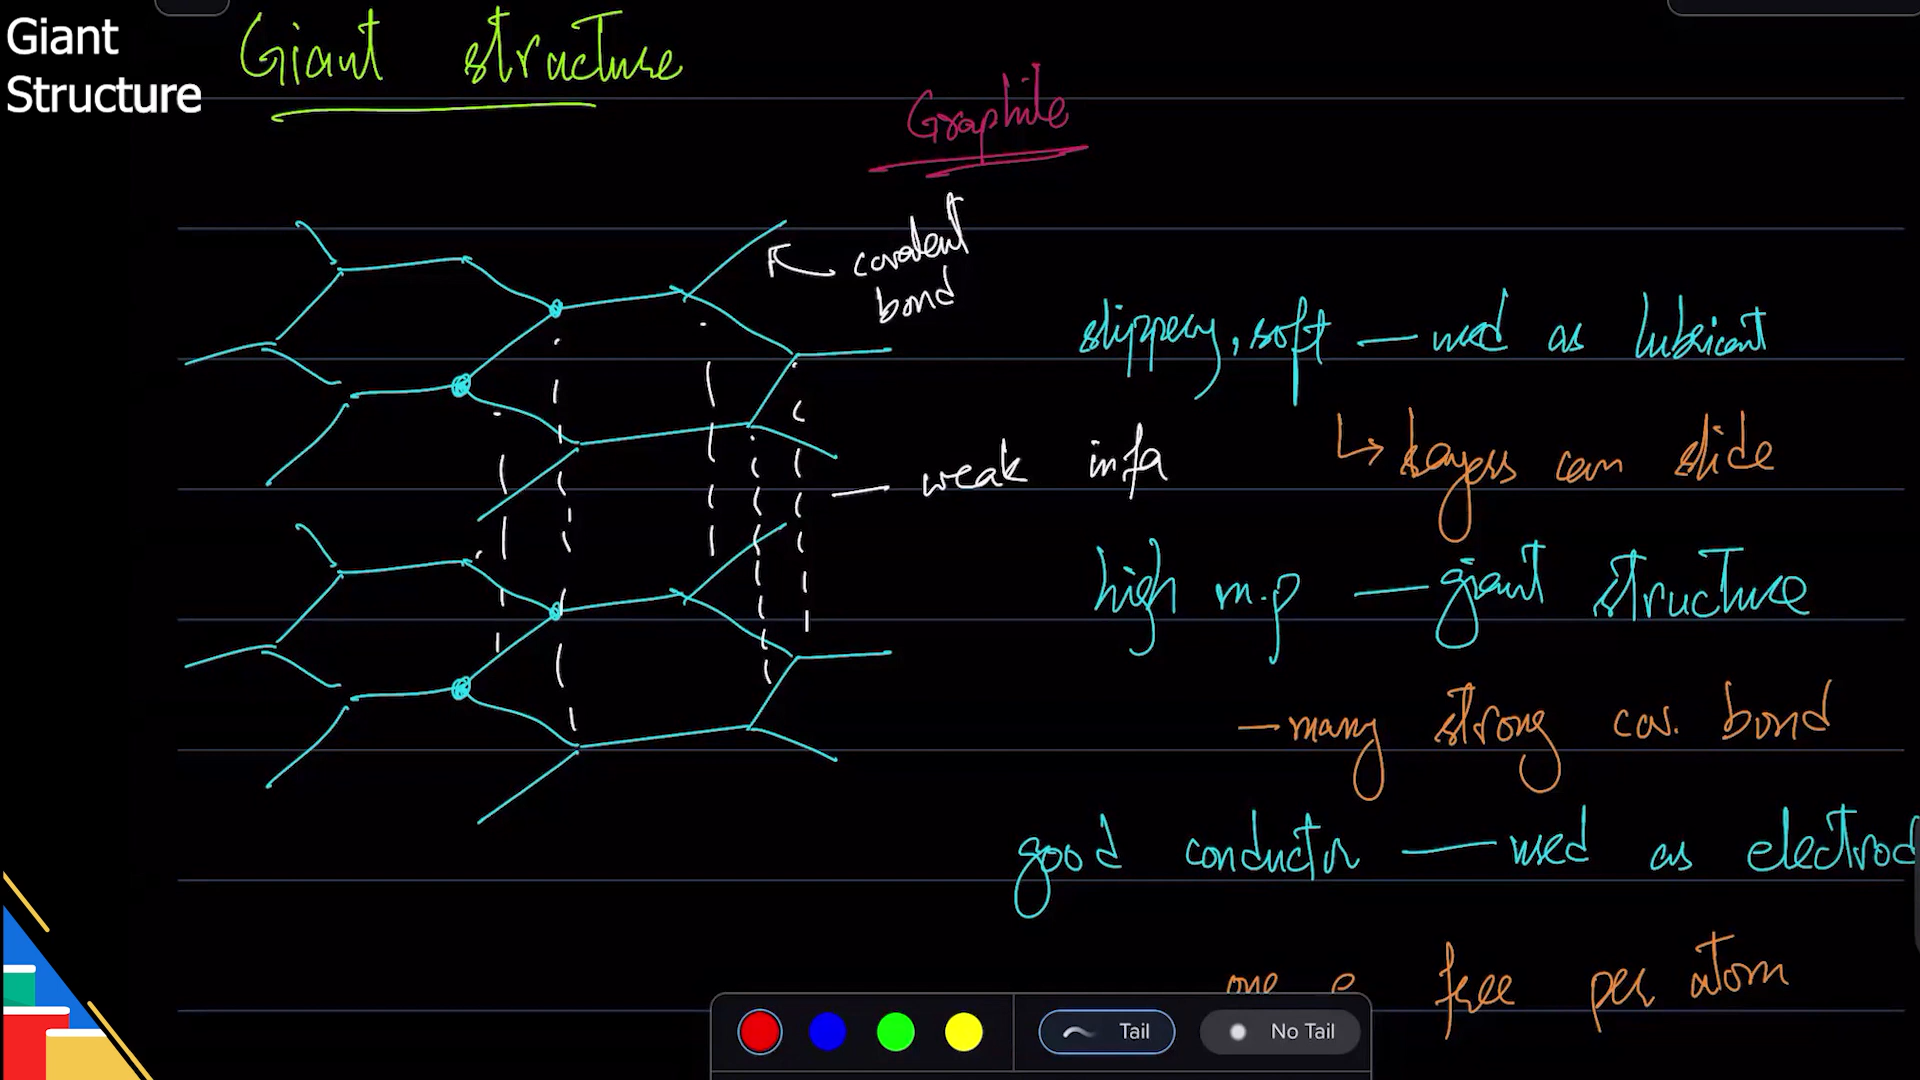 Giant
Structure
Giant structure
Graphite
covalent
bond
slippery, soft — used as lubricant
↳ Layers can slide
— weak imfa
high m.p — giant structure
— many strong cov. bond
good conductor — used as electrod
one e free per atom
Tail
No Tail